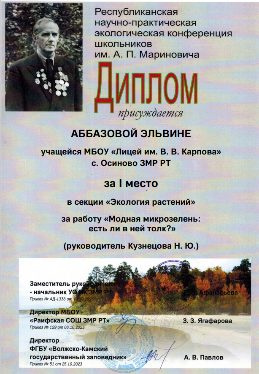 Республиканская
научно-практическая
экологическая конференция
школьников
им. А. П. Мариновича
Диплом
присуждается
АББАЗОВОЙ ЭЛЬВИНЕ
учащейся МБОУ «Лицей им. В. В. Карпова»
с. Осиново ЗМР РТ
за I место
в секции «Экология растений»
за работу «Модная микрозелень:
есть ли в ней толк?»
(руководитель Кузнецова Н. Ю.)
Заместитель
- начальник
Директор МБОУ
«Раифская СОШ ЗМР РТ»
З. З. Ягафарова
Директор
ФГБУ «Волжско-Камский
государственный заповедник»
А. В. Павлов